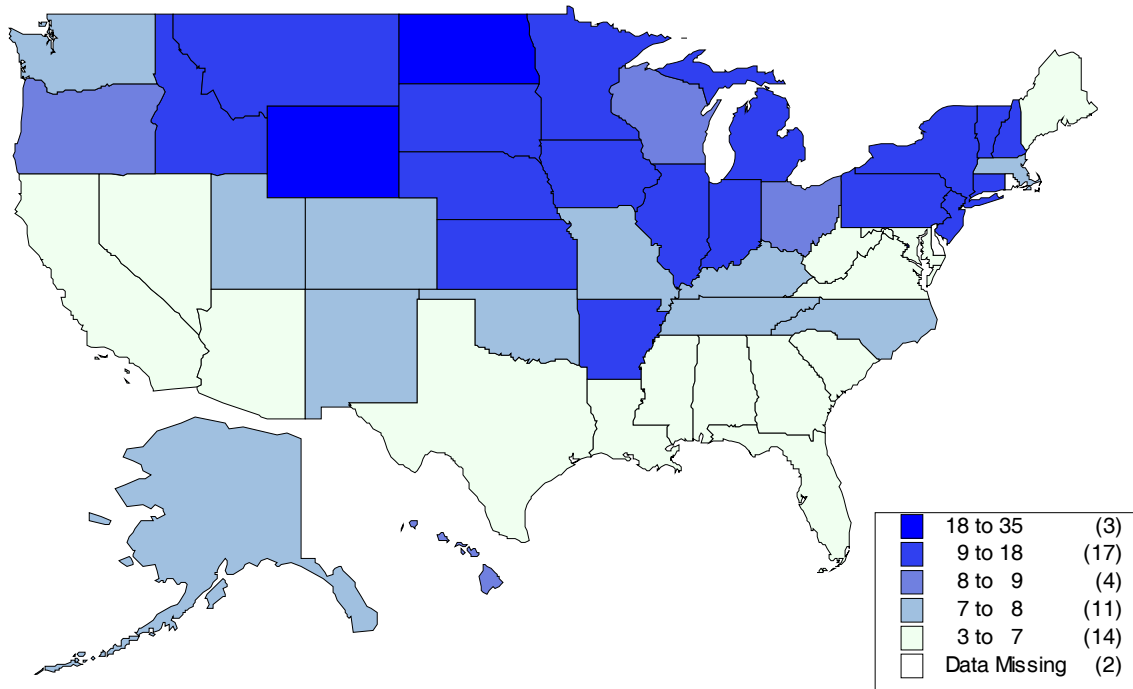 18 to 35 (3)
9 to 18 (17)
8 to 9 (4)
7 to 8 (11)
3 to 7 (14)
Data Missing (2)